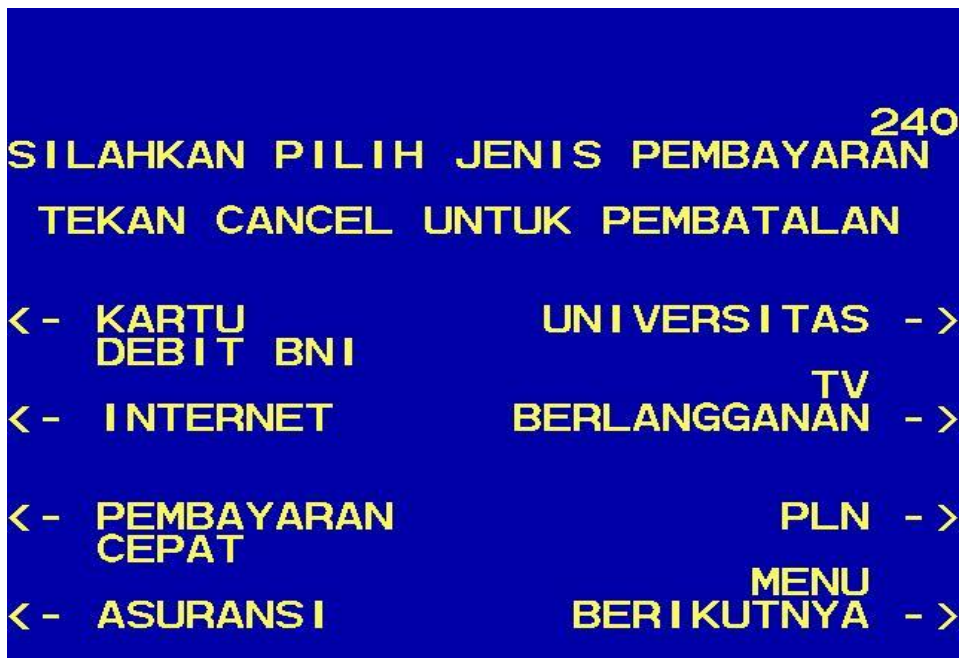 240
SILAHKAN PILIH JENIS PEMBAYARAN
TEKAN CANCEL UNTUK PEMBATALAN
<- KARTU
DEBIT BNI
UNIVERSITAS ->
<- INTERNET
TV
BERLANGGANAN ->
<- PEMBAYARAN
CEPAT
PLN ->
<- ASURANSI
MENU
BERIKUTNYA ->